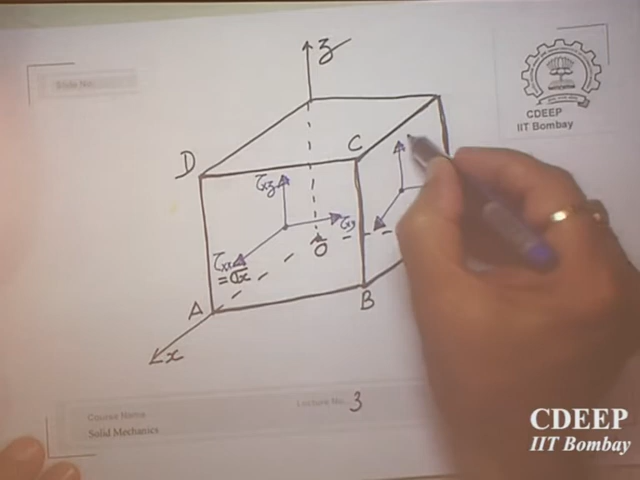 Slide No:
z
CDEEP
IIT Bombay
D
C
τxz
τxy
τxx
= σx
O
A
B
x
Course Name
Lecture No. 3
Solid Mechanics
CDEEP
IIT Bombay